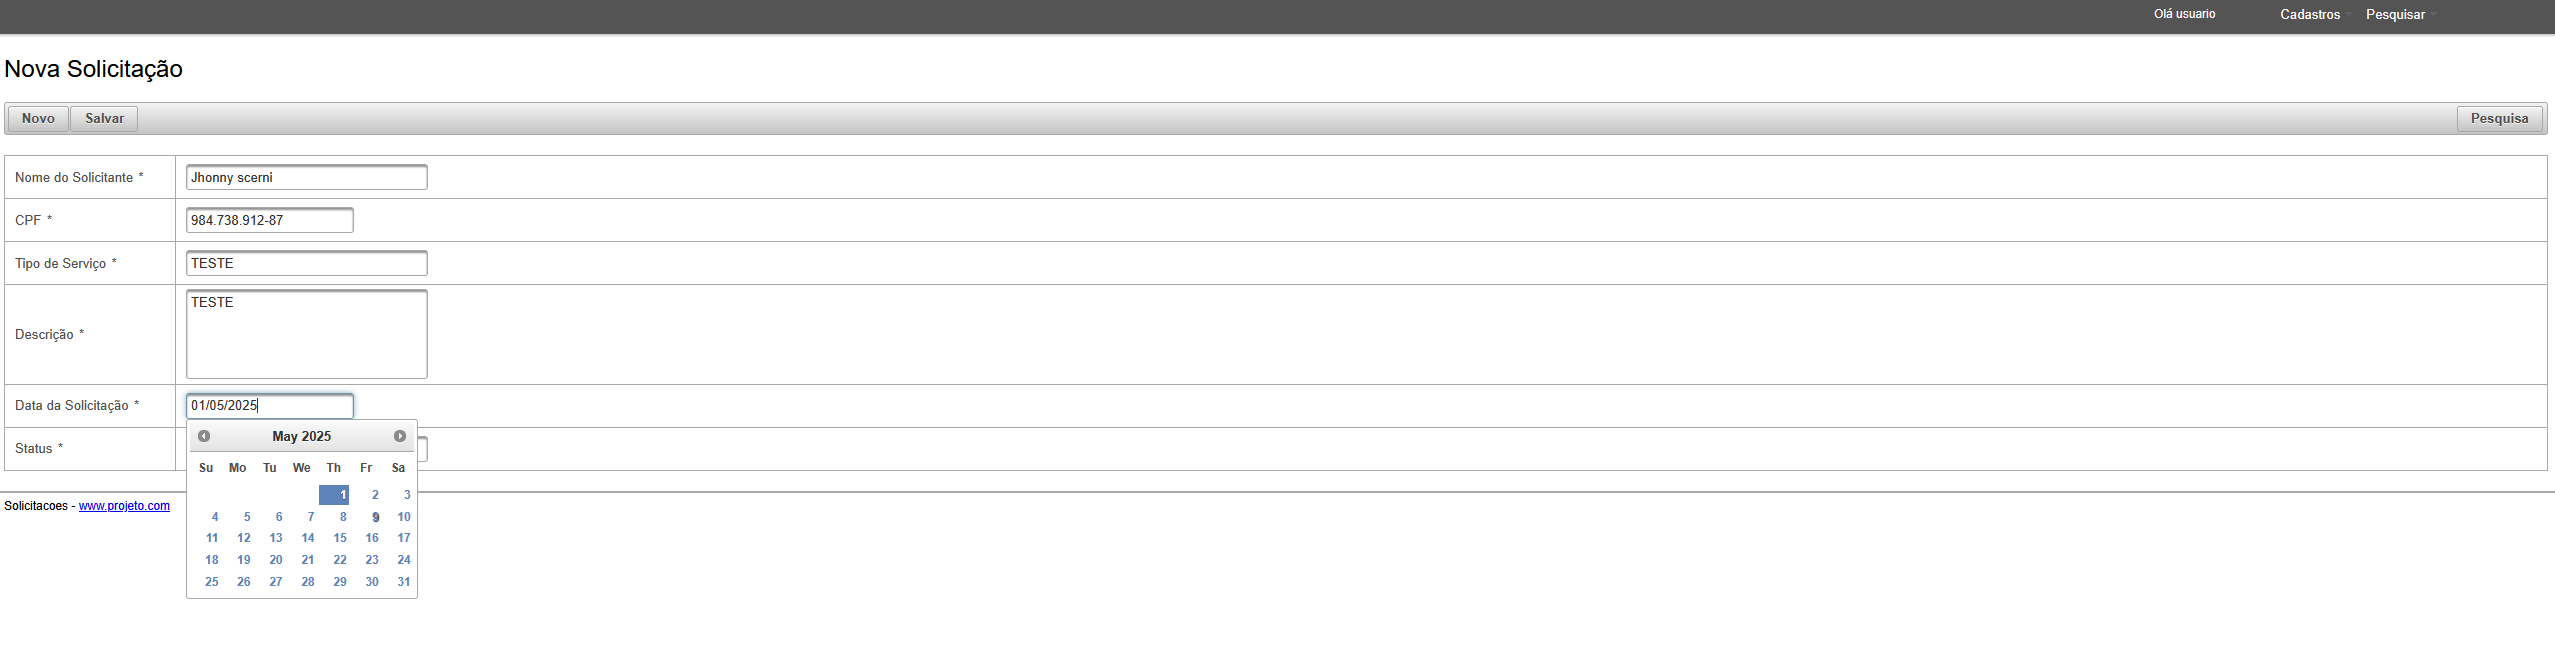 Olá usuario Cadastros Pesquisar
Nova Solicitação
Novo Salvar Pesquisa
Nome do Solicitante * Jhonny scerni
CPF * 984.738.912-87
Tipo de Serviço * TESTE
Descrição * TESTE
Data da Solicitação * 01/05/2025
May 2025
Status *
Su Mo Tu We Th Fr Sa
1 2 3
4 5 6 7 8 9 10
11 12 13 14 15 16 17
18 19 20 21 22 23 24
25 26 27 28 29 30 31
Solicitacoes - www.projeto.com